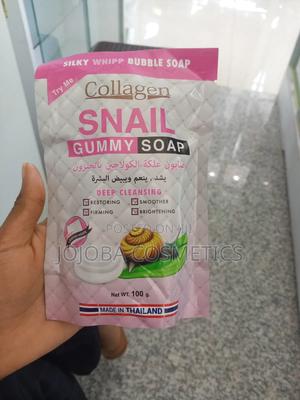 SILKY WHIPP BUBBLE SOAP
Try Me
Collagen
SNAIL
GUMMY SOAP
صابون علكة الكولاجين بالحلزون
يشد، ينعم ويبيض البشرة
DEEP CLEANSING
RESTORING SMOOTHER
FIRMING BRIGHTENING
JOJOBA COSMETICS
Net WT. 100 g.
MADE IN THAILAND